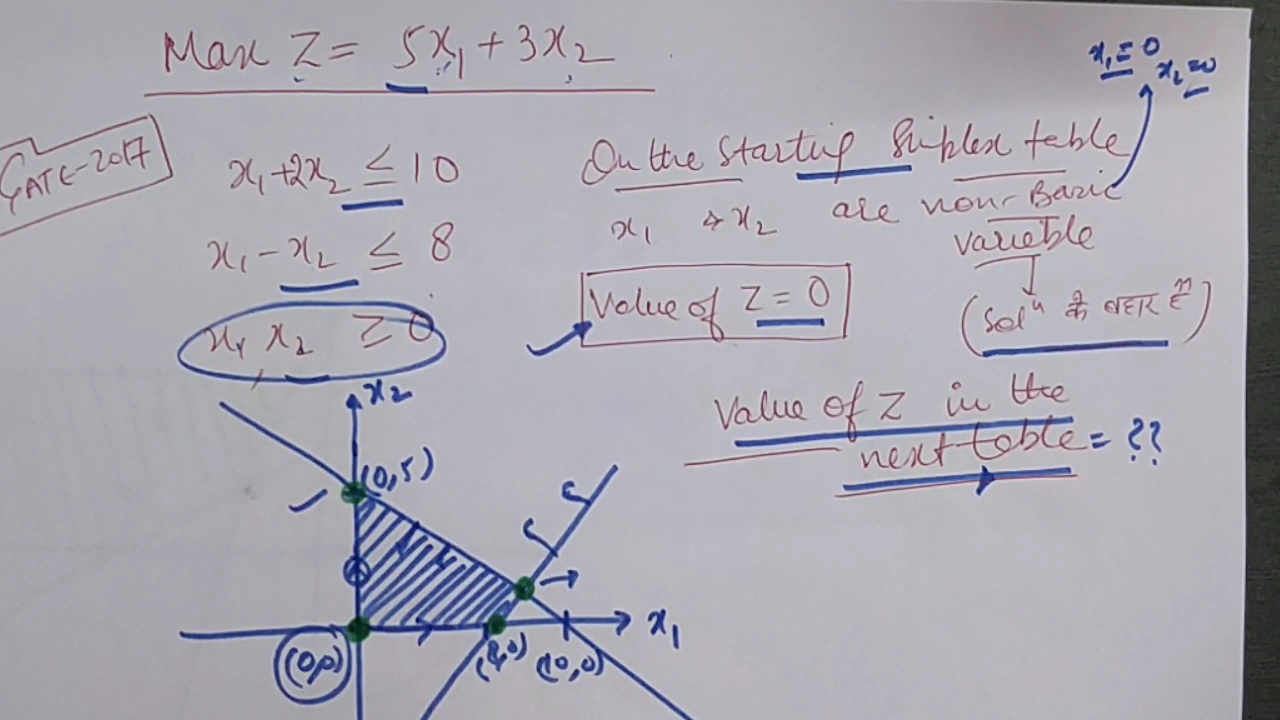 Max Z = 5x₁ + 3x₂
GATE-2017
x₁+2x₂ ≤ 10
x₁ - x₂ ≤ 8
x₁, x₂ ≥ 0
x₁ = 0
x₂ = 0
On the starting Simplex table
x₁ & x₂ are non-Basic
variable
(Solⁿ के बाहर हैं)
Value of Z = 0
Value of Z in the
next table = ??
x₂
(0,5)
x₁
(0,0)
(8,0)
(10,0)